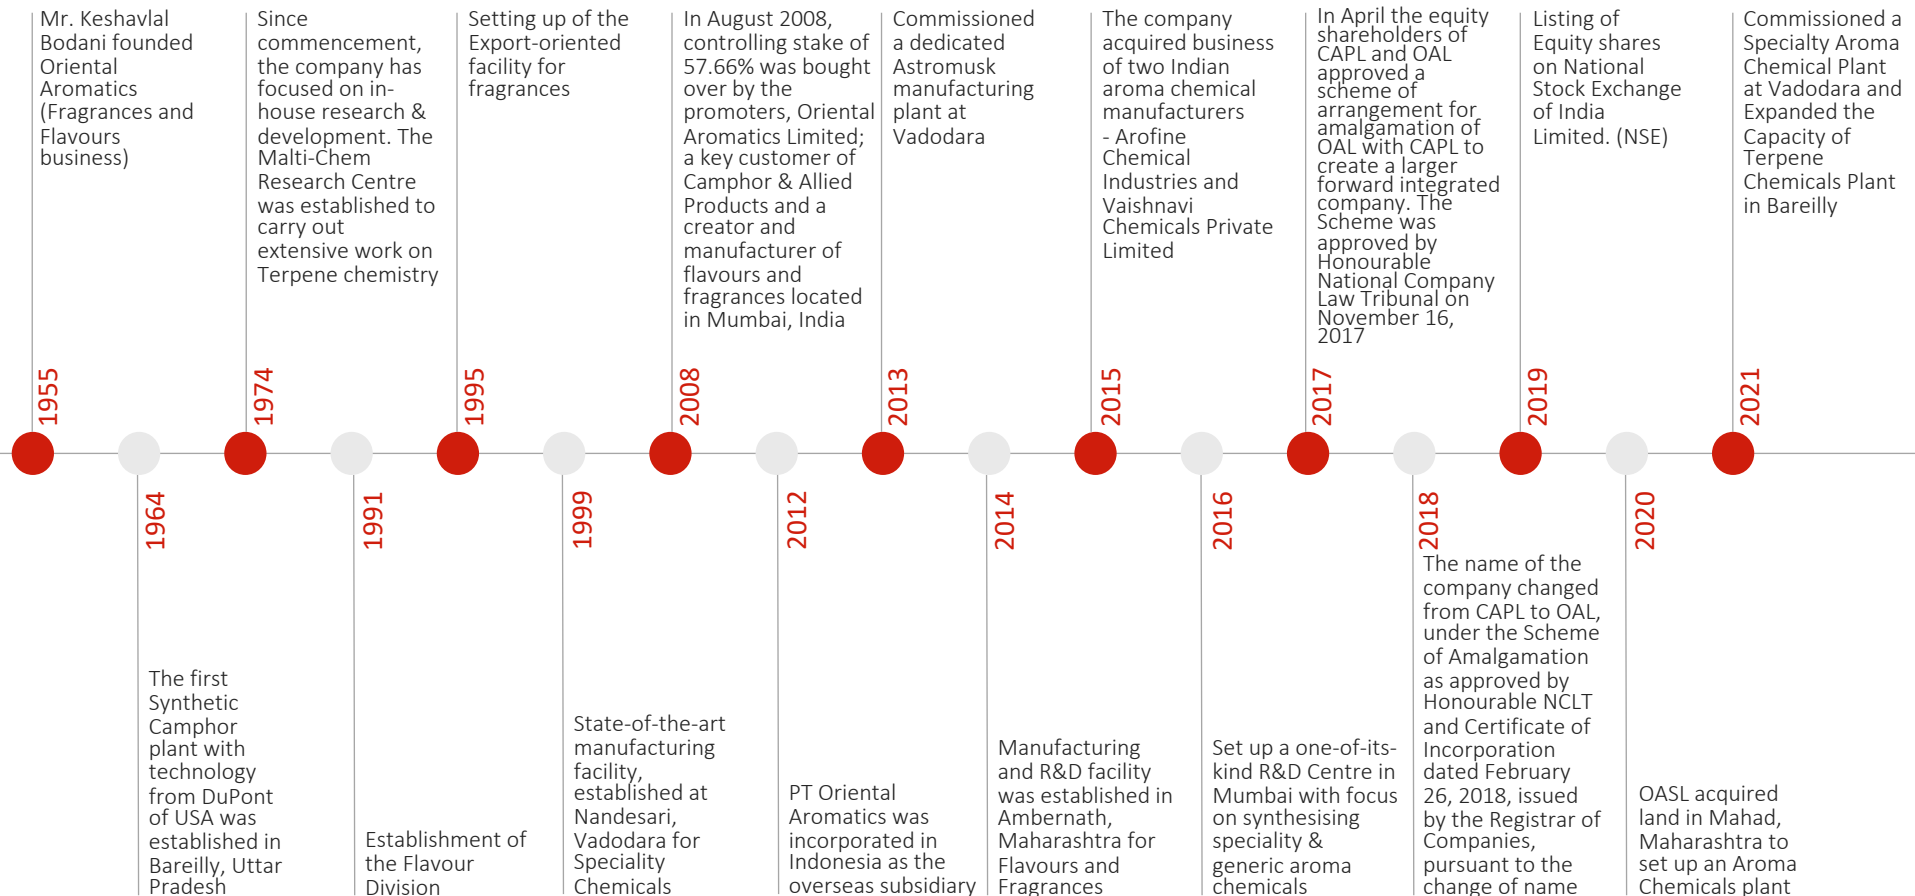 Mr. Keshavlal
Bodani founded
Oriental
Aromatics
(Fragrances and
Flavours
business)
1955
The first
Synthetic
Camphor
plant with
technology
from DuPont
of USA was
established in
Bareilly, Uttar
Pradesh
1964
Since
commencement,
the company has
focused on in-
house research &
development. The
Malti-Chem
Research Centre
was established to
carry out
extensive work on
Terpene chemistry
1974
Establishment of
the Flavour
Division
1991
Setting up of the
Export-oriented
facility for
fragrances
1995
State-of-the-art
manufacturing
facility,
established at
Nandesari,
Vadodara for
Speciality
Chemicals
1999
In August 2008,
controlling stake of
57.66% was bought
over by the
promoters, Oriental
Aromatics Limited;
a key customer of
Camphor & Allied
Products and a
creator and
manufacturer of
flavours and
fragrances located
in Mumbai, India
2008
PT Oriental
Aromatics was
incorporated in
Indonesia as the
overseas subsidiary
2012
Commissioned
a dedicated
Astromusk
manufacturing
plant at
Vadodara
2013
Manufacturing
and R&D facility
was established in
Ambernath,
Maharashtra for
Flavours and
Fragrances
2014
The company
acquired business
of two Indian
aroma chemical
manufacturers
- Arofine
Chemical
Industries and
Vaishnavi
Chemicals Private
Limited
2015
Set up a one-of-its-
kind R&D Centre in
Mumbai with focus
on synthesising
speciality &
generic aroma
chemicals
2016
In April the equity
shareholders of
CAPL and OAL
approved a
scheme of
arrangement for
amalgamation of
OAL with CAPL to
create a larger
forward integrated
company. The
Scheme was
approved by
Honourable
National Company
Law Tribunal on
November 16,
2017
2017
The name of the
company changed
from CAPL to OAL,
under the Scheme
of Amalgamation
as approved by
Honourable NCLT
and Certificate of
Incorporation
dated February
26, 2018, issued
by the Registrar of
Companies,
pursuant to the
change of name
2018
Listing of
Equity shares
on National
Stock Exchange
of India
Limited. (NSE)
2019
OASL acquired
land in Mahad,
Maharashtra to
set up an Aroma
Chemicals plant
2020
Commissioned a
Specialty Aroma
Chemical Plant
at Vadodara and
Expanded the
Capacity of
Terpene
Chemicals Plant
in Bareilly
2021